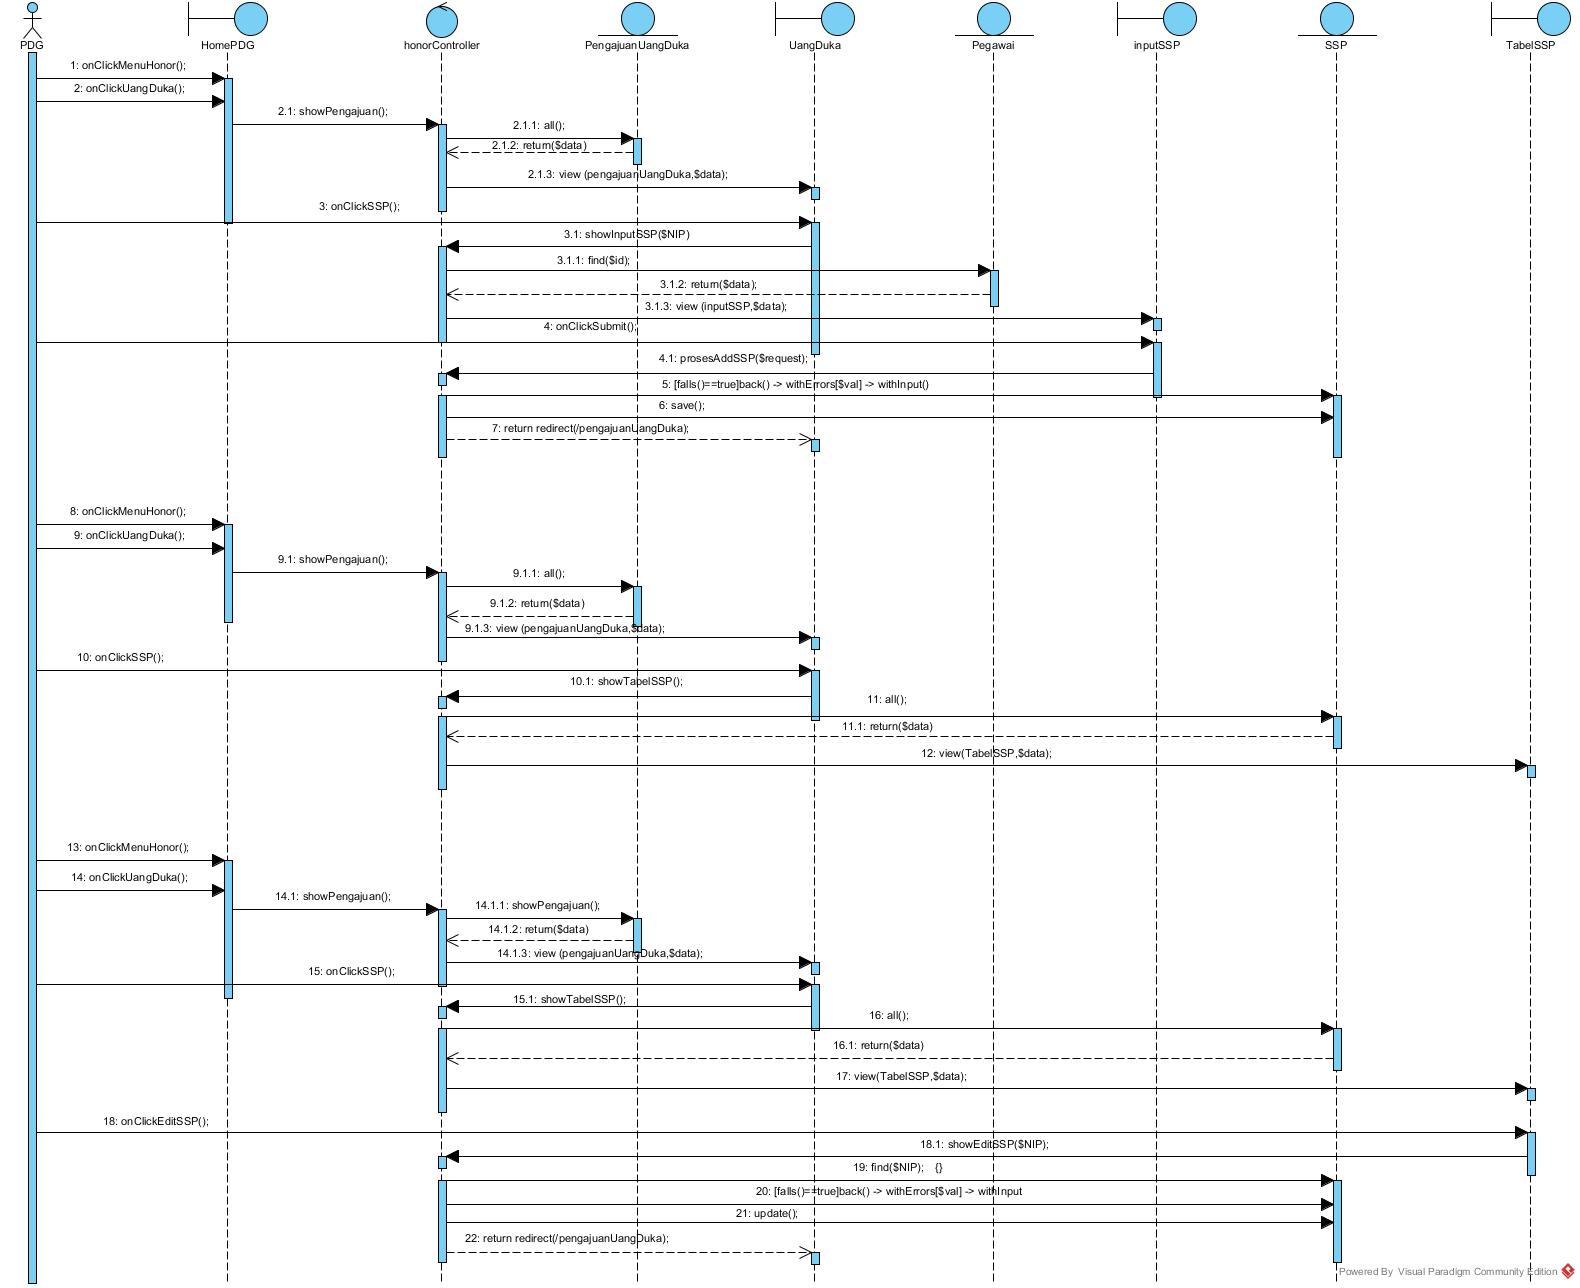 PDG
HomePDG
honorController
PengajuanUangDuka
UangDuka
Pegawai
inputSSP
SSP
TabelSSP
1: onClickMenuHonor();
2: onClickUangDuka();
2.1: showPengajuan();
2.1.1: all();
2.1.2: return($data)
2.1.3: view (pengajuanUangDuka,$data);
3: onClickSSP();
3.1: showInputSSP($NIP)
3.1.1: find($id);
3.1.2: return($data);
3.1.3: view (inputSSP,$data);
4: onClickSubmit();
4.1: prosesAddSSP($request);
5: [falls()==true]back() -> withErrors[$val] -> withInput()
6: save();
7: return redirect(/pengajuanUangDuka);
8: onClickMenuHonor();
9: onClickUangDuka();
9.1: showPengajuan();
9.1.1: all();
9.1.2: return($data)
9.1.3: view (pengajuanUangDuka,$data);
10: onClickSSP();
10.1: showTabelSSP();
11: all();
11.1: return($data)
12: view(TabelSSP,$data);
13: onClickMenuHonor();
14: onClickUangDuka();
14.1: showPengajuan();
14.1.1: showPengajuan();
14.1.2: return($data)
14.1.3: view (pengajuanUangDuka,$data);
15: onClickSSP();
15.1: showTabelSSP();
16: all();
16.1: return($data)
17: view(TabelSSP,$data);
18: onClickEditSSP();
18.1: showEditSSP($NIP);
19: find($NIP); {}
20: [falls()==true]back() -> withErrors[$val] -> withInput
21: update();
22: return redirect(/pengajuanUangDuka);
Powered By Visual Paradigm Community Edition